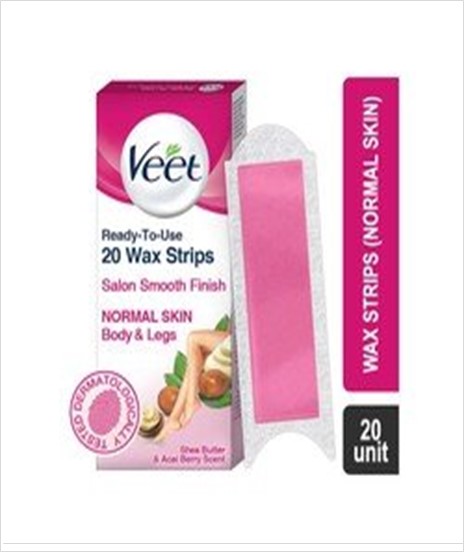 Veet
Ready-To-Use
20 Wax Strips
Salon Smooth Finish
NORMAL SKIN
Body & Legs
DERMATOLOGICALLY TESTED
Shea Butter
& Acai Berry Scent
WAX STRIPS (NORMAL SKIN)
20
unit